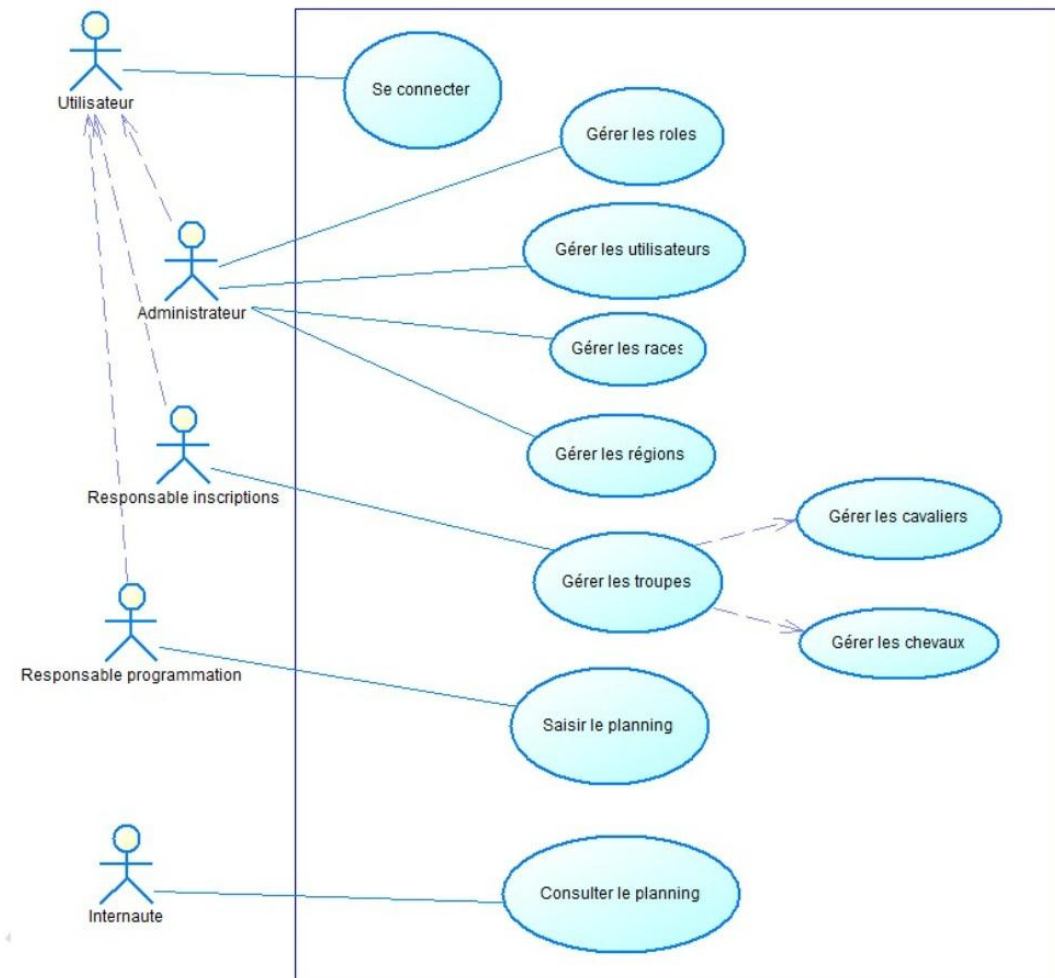 Se connecter
Utilisateur
Gérer les roles
Gérer les utilisateurs
Administrateur
Gérer les races
Gérer les régions
Responsable inscriptions
Gérer les cavaliers
Gérer les troupes
Gérer les chevaux
Responsable programmation
Saisir le planning
Consulter le planning
Internaute